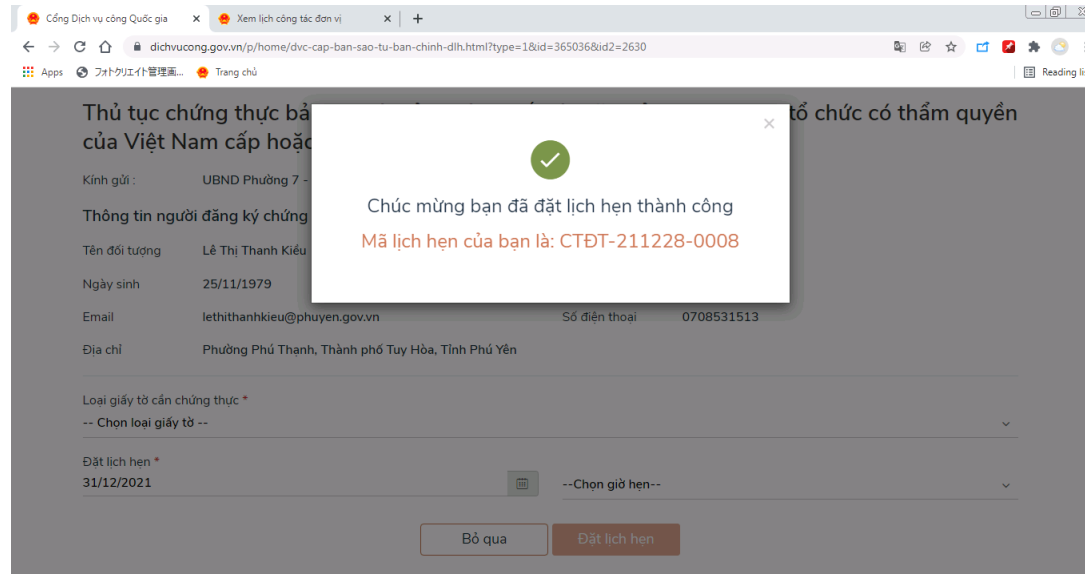 Cổng Dịch vụ công Quốc gia
Xem lịch công tác đơn vị
dichvucong.gov.vn/p/home/dvc-cap-ban-sao-tu-ban-chinh-dlh.html?type=1&id=365036&id2=2630
Apps
フォトクリエイト管理画...
Trang chủ
Reading li
Thủ tục chứng thực bả
tổ chức có thẩm quyền
của Việt Nam cấp hoặc
Kính gửi :
UBND Phường 7 -
Thông tin người đăng ký chứng
Tên đối tượng
Lê Thị Thanh Kiều
Ngày sinh
25/11/1979
Email
lethithanhkieu@phuyen.gov.vn
Số điện thoại
0708531513
Địa chỉ
Phường Phú Thạnh, Thành phố Tuy Hòa, Tỉnh Phú Yên
Chúc mừng bạn đã đặt lịch hẹn thành công
Mã lịch hẹn của bạn là: CTĐT-211228-0008
Loại giấy tờ cần chứng thực *
-- Chọn loại giấy tờ --
Đặt lịch hẹn *
31/12/2021
--Chọn giờ hẹn--
Bỏ qua
Đặt lịch hẹn